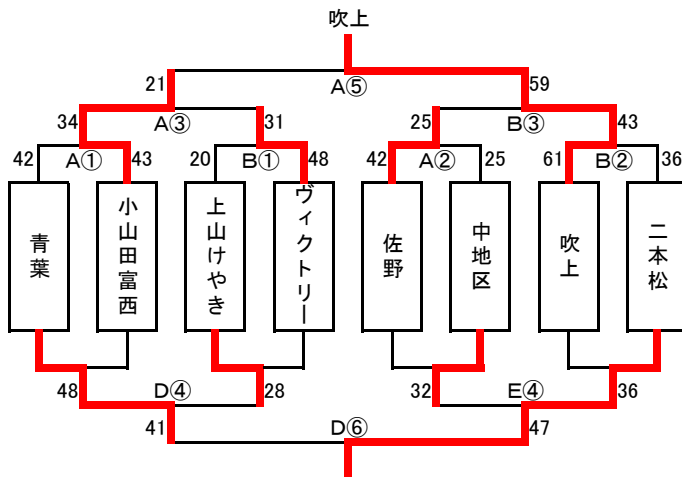 吹上
21 A⑤ 59
34 A③ 31 25 B③ 43
42 A① 43 20 B① 48 42 A② 25 61 B② 36
青葉
小山田富西
上山けやき
ヴィクトリー
佐野
中地区
吹上
二本松
48 D④ 28 32 E④ 36
41 D⑥ 47